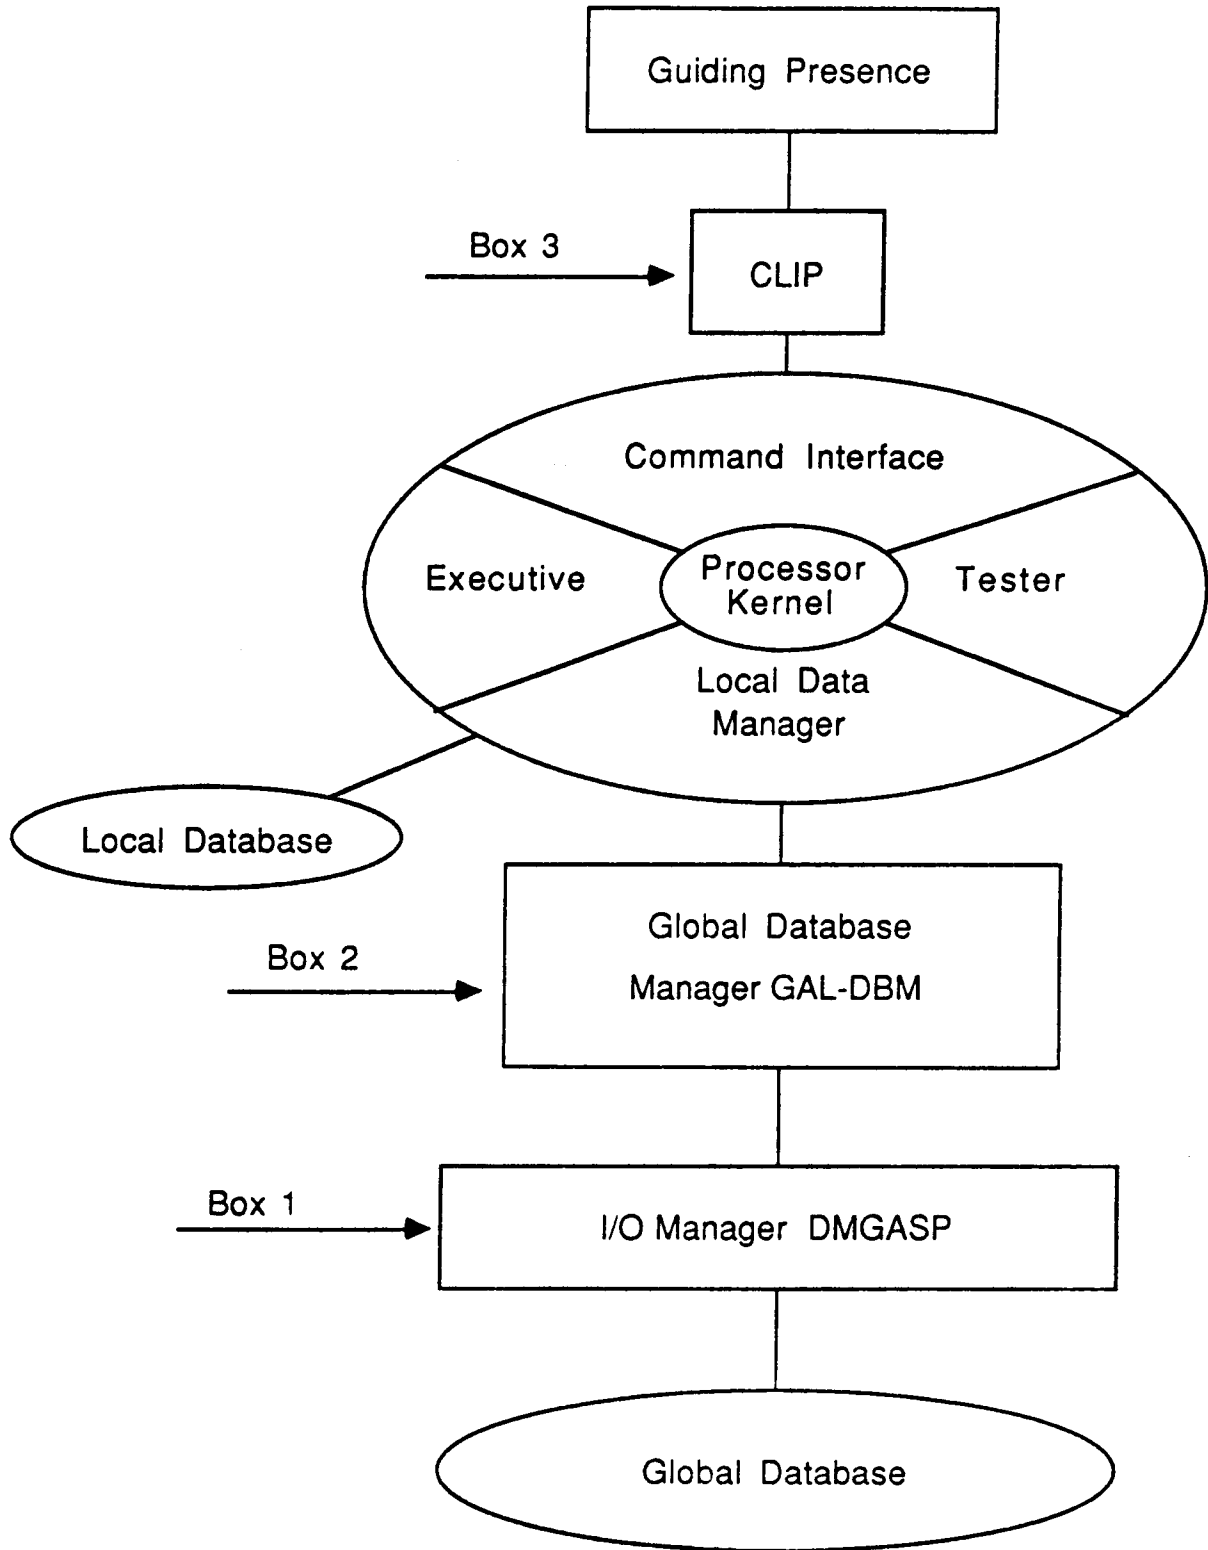 Guiding Presence
Box 3
CLIP
Command Interface
Executive
Processor
Kernel
Tester
Local Data
Manager
Local Database
Global Database
Manager GAL-DBM
Box 2
Box 1
I/O Manager DMGASP
Global Database